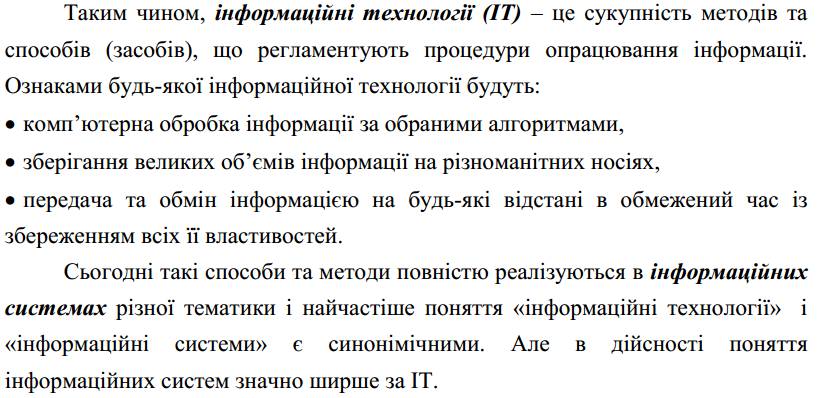 Таким чином, інформаційні технології (ІТ) – це сукупність методів та
способів (засобів), що регламентують процедури опрацювання інформації.
Ознаками будь-якої інформаційної технології будуть:
• комп’ютерна обробка інформації за обраними алгоритмами,
• зберігання великих об’ємів інформації на різноманітних носіях,
• передача та обмін інформацією на будь-які відстані в обмежений час із
збереженням всіх її властивостей.
Сьогодні такі способи та методи повністю реалізуються в інформаційних
системах різної тематики і найчастіше поняття «інформаційні технології» і
«інформаційні системи» є синонімічними. Але в дійсності поняття
інформаційних систем значно ширше за ІТ.